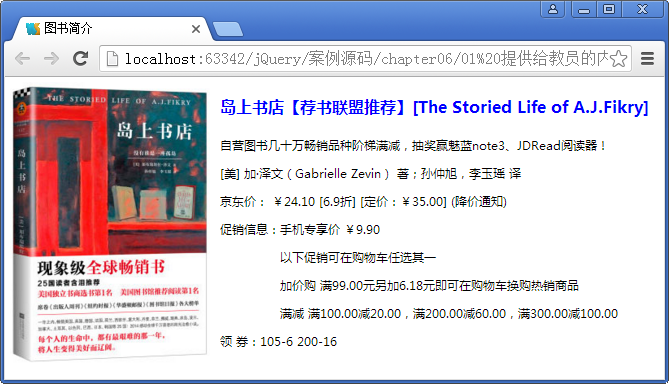 图书简介
localhost:63342/jQuery/案例源码/chapter06/01%20提供给教员的内
THE STORIED LIFE OF A.J.FIKRY
岛上书店
岛上书店
现象级全球畅销书
25国读者含泪推荐
美国独立书商选书第1名 美国图书馆推荐阅读第1名
每个人的生命中，都有最艰难的那一年，
将人生变得美好而辽阔。
岛上书店【荐书联盟推荐】[The Storied Life of A.J.Fikry]
自营图书几十万畅销品种阶梯满减，抽奖赢魅蓝note3、JDRead阅读器！
[美] 加·泽文（Gabrielle Zevin） 著；孙仲旭，李玉瑶 译
京东价：￥24.10 [6.9折] [定价：￥35.00] (降价通知)
促销信息：手机专享价 ￥9.90
以下促销可在购物车任选其一
加价购 满99.00元另加6.18元即可在购物车换购热销商品
满减 满100.00减20.00，满200.00减60.00，满300.00减100.00
领 券：105-6 200-16